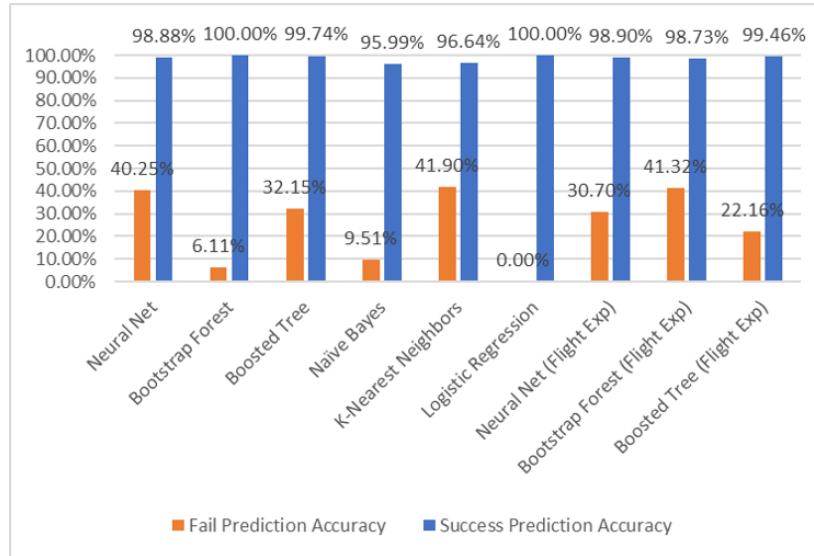 98.88% 100.00% 99.74% 95.99% 96.64% 100.00% 98.90% 98.73% 99.46%
100.00%
90.00%
80.00%
70.00%
60.00%
50.00%
40.00%
30.00%
20.00%
10.00%
0.00%
40.25%
6.11%
32.15%
9.51%
41.90%
0.00%
30.70%
41.32%
22.16%
Neural Net
Bootstrap Forest
Boosted Tree
Naïve Bayes
K-Nearest Neighbors
Logistic Regression
Neural Net (Flight Exp)
Bootstrap Forest (Flight Exp)
Boosted Tree (Flight Exp)
Fail Prediction Accuracy Success Prediction Accuracy